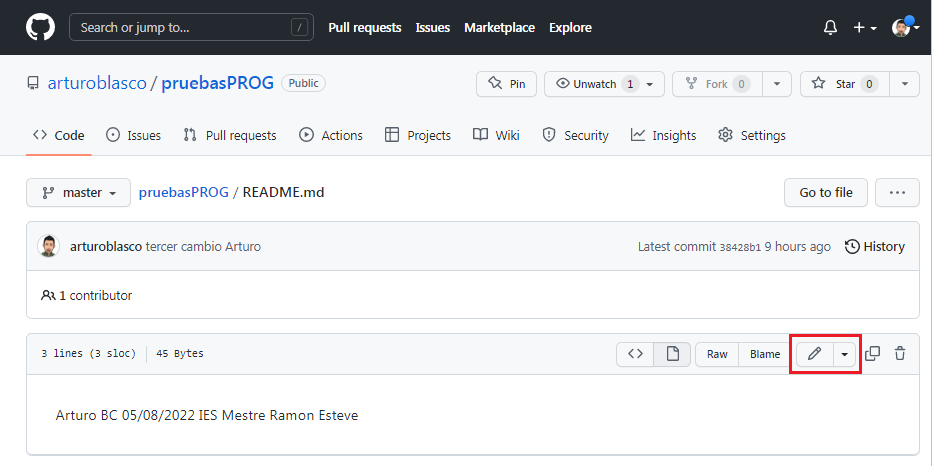 Search or jump to... / Pull requests Issues Marketplace Explore
arturoblasco / pruebasPROG Public Pin Unwatch 1 Fork 0 Star 0
Code Issues Pull requests Actions Projects Wiki Security Insights Settings
master pruebasPROG / README.md Go to file ...
arturoblasco tercer cambio Arturo Latest commit 38428b1 9 hours ago History
1 contributor
3 lines (3 sloc) 45 Bytes <> Raw Blame
Arturo BC 05/08/2022 IES Mestre Ramon Esteve